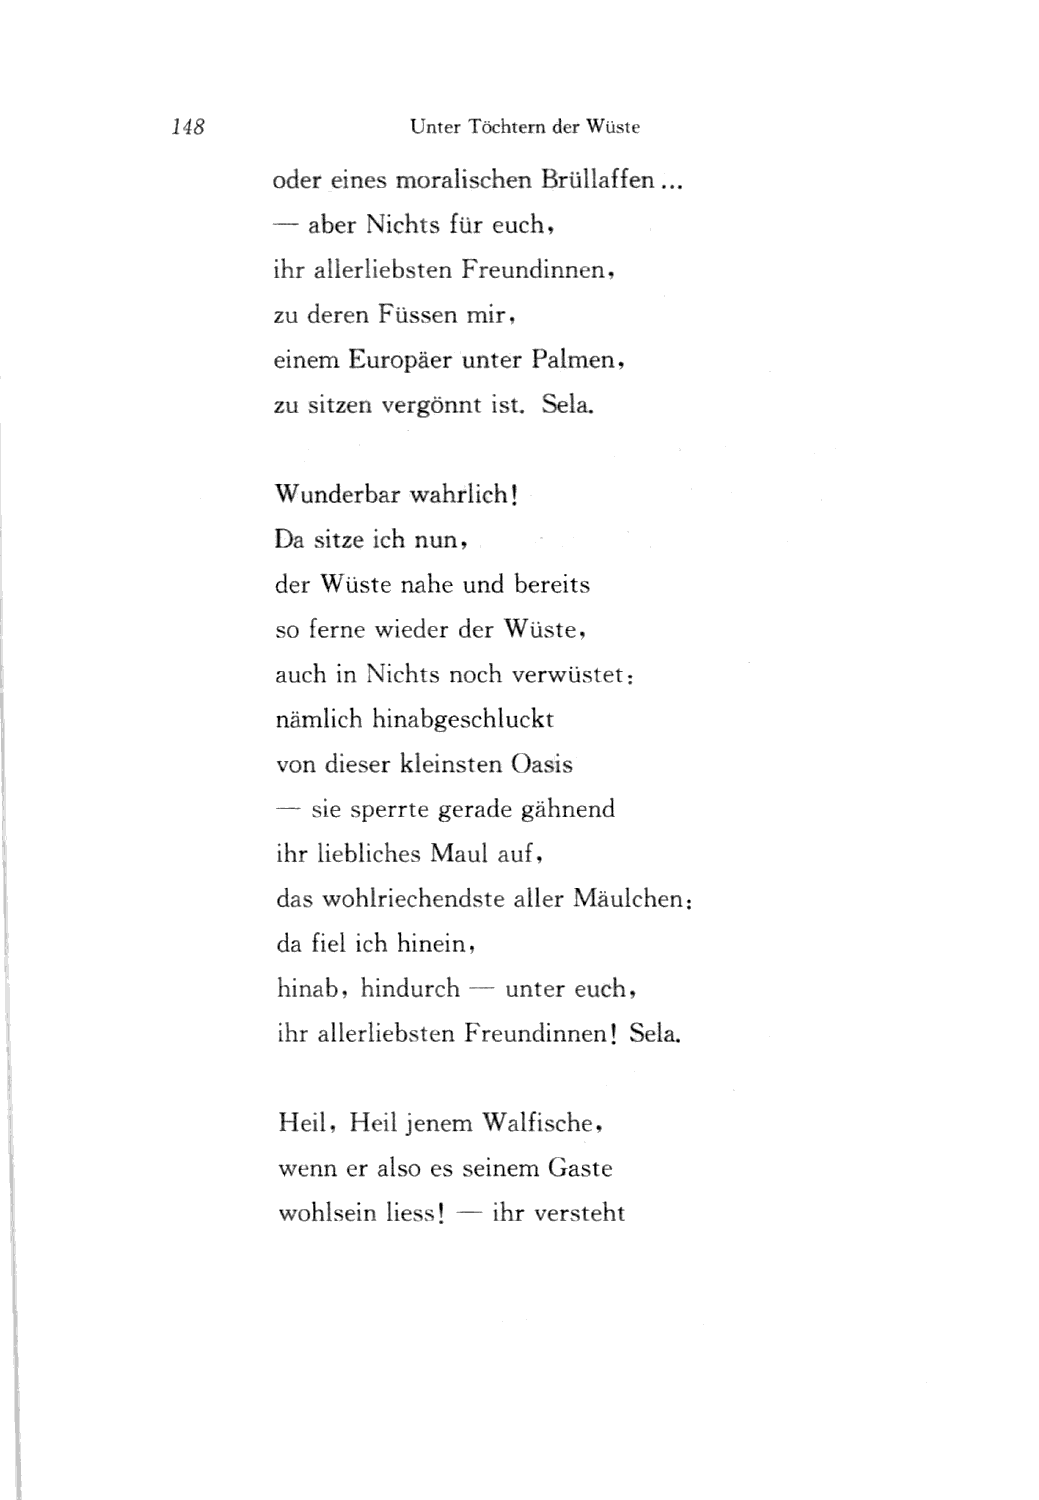 148 Unter Töchtern der Wüste
oder eines moralischen Brüllaffen ...
— aber Nichts für euch,
ihr allerliebsten Freundinnen,
zu deren Füssen mir,
einem Europäer unter Palmen,
zu sitzen vergönnt ist. Sela.
Wunderbar wahrlich!
Da sitze ich nun,
der Wüste nahe und bereits
so ferne wieder der Wüste,
auch in Nichts noch verwüstet:
nämlich hinabgeschluckt
von dieser kleinsten Oasis
— sie sperrte gerade gähnend
ihr liebliches Maul auf,
das wohlriechendste aller Mäulchen:
da fiel ich hinein,
hinab, hindurch — unter euch,
ihr allerliebsten Freundinnen! Sela.
Heil, Heil jenem Walfische,
wenn er also es seinem Gaste
wohlsein liess! — ihr versteht